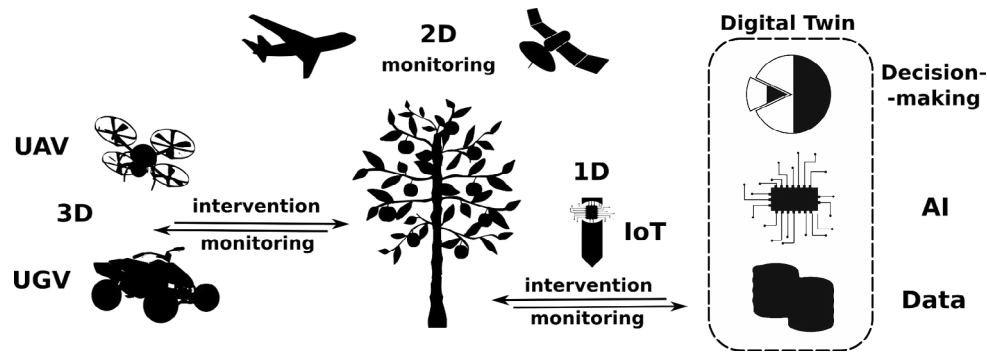 2D
monitoring
Digital Twin
Decision-
-making
UAV
3D
UGV
intervention
monitoring
1D
IoT
intervention
monitoring
AI
Data